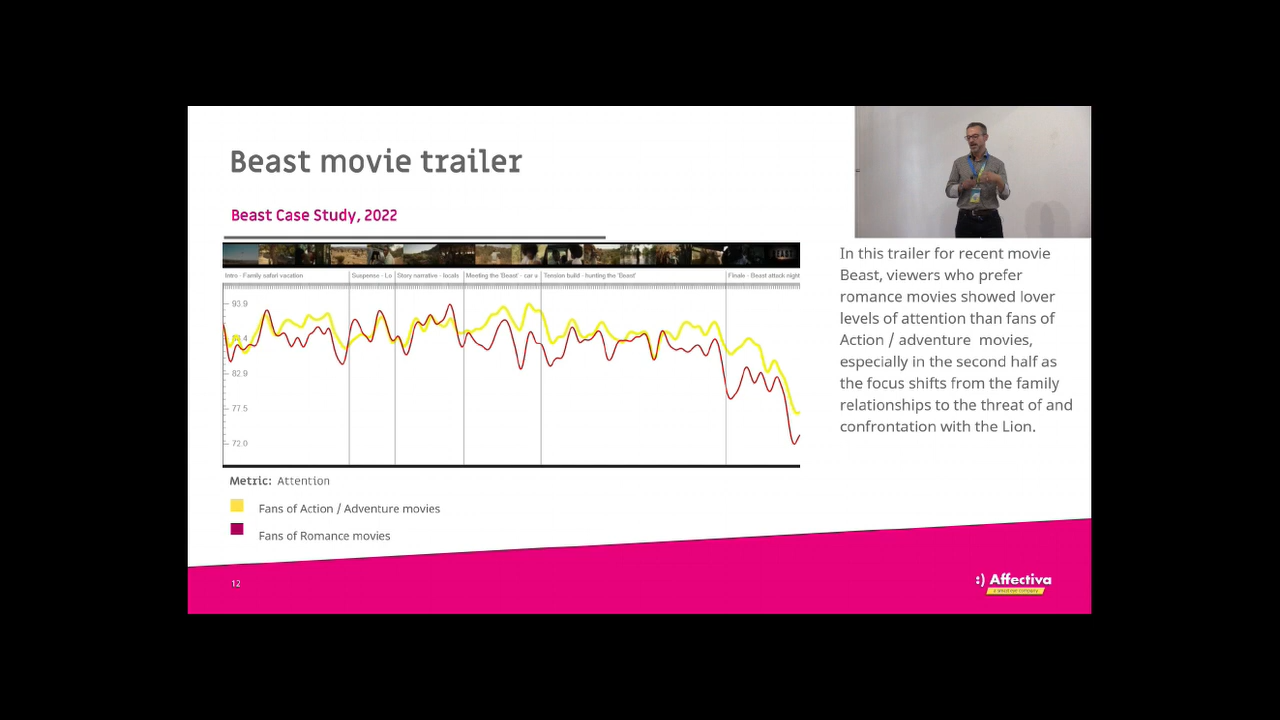 Beast movie trailer
Beast Case Study, 2022
Intro - Family safari vacation
Suspense - Lo
Story narrative - locals
Meeting the 'Beast' - car a
Tension build - hunting the 'Beast'
Finale - Beast attack night
93.9
82.9
77.5
72.0
Metric: Attention
Fans of Action / Adventure movies
Fans of Romance movies
In this trailer for recent movie
Beast, viewers who prefer
romance movies showed lover
levels of attention than fans of
Action / adventure movies,
especially in the second half as
the focus shifts from the family
relationships to the threat of and
confrontation with the Lion.
12
:) Affectiva